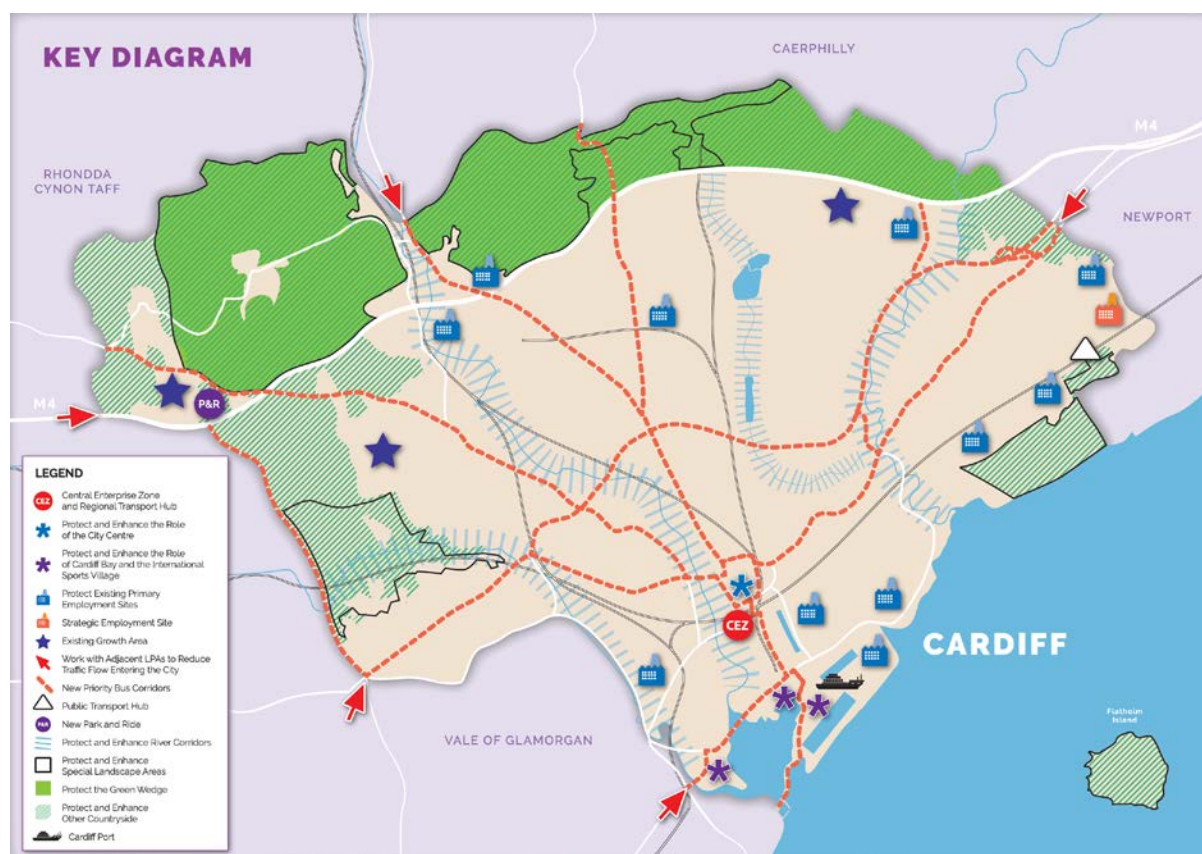 KEY DIAGRAM
CAERPHILLY
M4
RHONDDA
CYNON TAFF
NEWPORT
P&R
M4
LEGEND
CEZ
Central Enterprise Zone
and Regional Transport Hub
Protect and Enhance the Role
of the City Centre
Protect and Enhance the Role
of Cardiff Bay and the International
Sports Village
Protect Existing Primary
Employment Sites
Strategic Employment Site
Existing Growth Area
Work with Adjacent LPAs to Reduce
Traffic Flow Entering the City
New Priority Bus Corridors
Public Transport Hub
P&R
New Park and Ride
Protect and Enhance River Corridors
Protect and Enhance
Special Landscape Areas
Protect the Green Wedge
Protect and Enhance
Other Countryside
Cardiff Port
CEZ
CARDIFF
VALE OF GLAMORGAN
Flatholm
Island